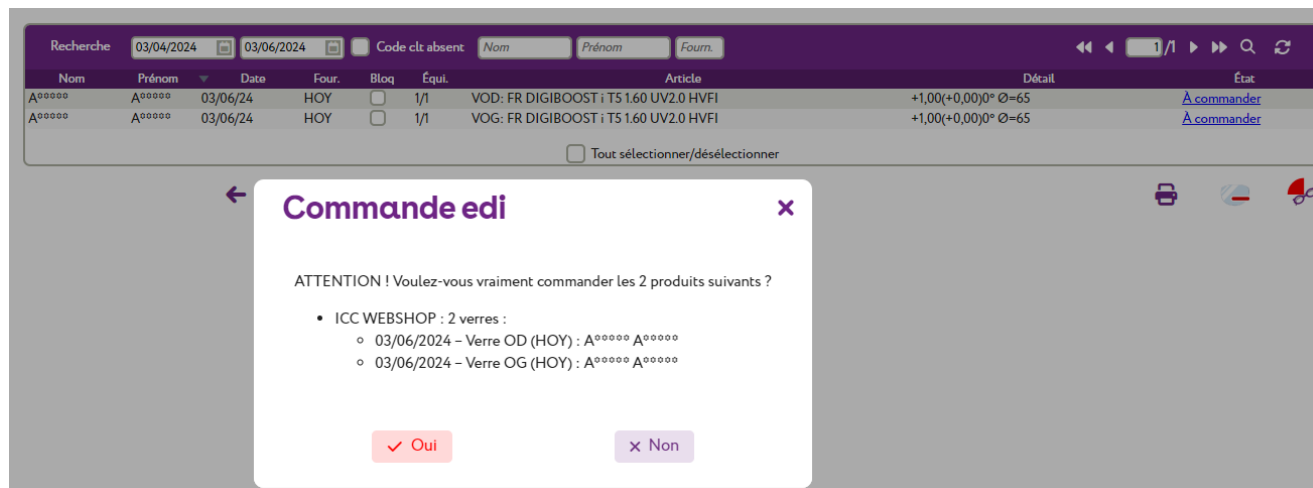 Recherche 03/04/2024 03/06/2024 Code clt absent Nom Prénom Fourn. 1/1
Nom Prénom Date Four. Bloq Équi. Article Détail État
A***** A***** 03/06/24 HOY 1/1 VOD: FR DIGIBOOST i T5 1.60 UV2.0 HVFI +1,00(+0,00)0° Ø=65 À commander
A***** A***** 03/06/24 HOY 1/1 VOG: FR DIGIBOOST i T5 1.60 UV2.0 HVFI +1,00(+0,00)0° Ø=65 À commander
Tout sélectionner/désélectionner
Commande edi
ATTENTION ! Voulez-vous vraiment commander les 2 produits suivants ?
• ICC WEBSHOP : 2 verres :
◦ 03/06/2024 – Verre OD (HOY) : A***** A*****
◦ 03/06/2024 – Verre OG (HOY) : A***** A*****
Oui Non